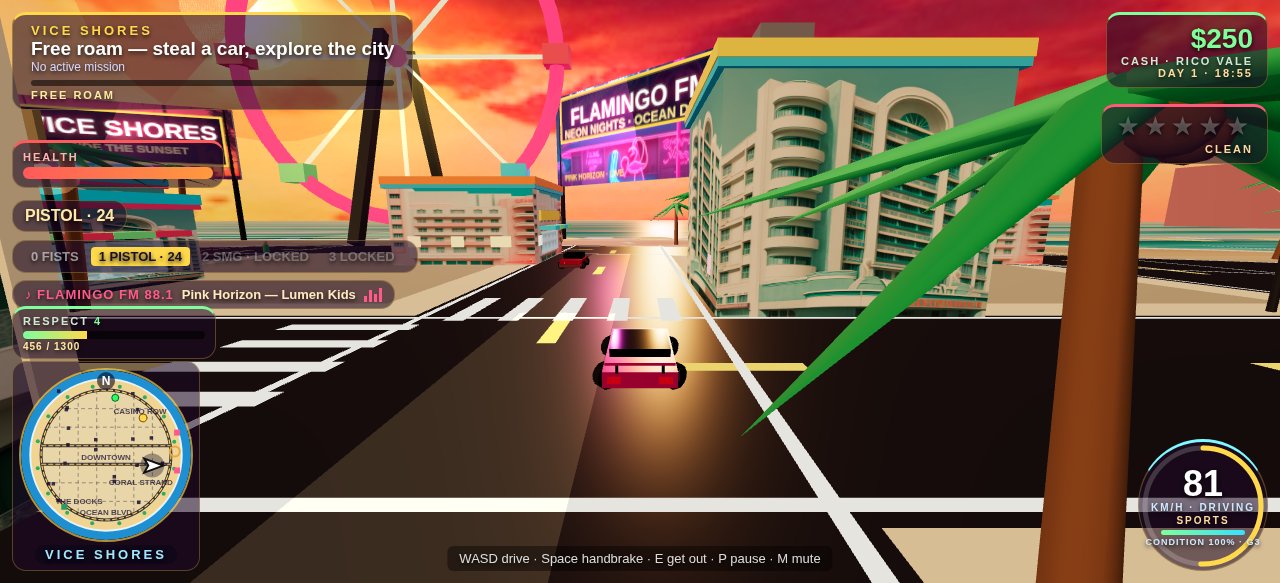 VICE SHORES
Free roam — steal a car, explore the city
No active mission
FREE ROAM
$250
CASH · RICO VALE
DAY 1 · 18:55
★★★★★
CLEAN
FLAMINGO FM
NEON NIGHTS · OCEAN D
PINK HORIZON · LIVE
VICE SHORES
THE SUNSET
HEALTH
PISTOL · 24
0 FISTS 1 PISTOL · 24 2 SMG · LOCKED 3 LOCKED
♪ FLAMINGO FM 88.1 Pink Horizon — Lumen Kids
RESPECT 4
456 / 1300
N
CASINO ROW
DOWNTOWN
CORAL STRAND
THE DOCKS
OCEAN BLVD
VICE SHORES
81
KM/H · DRIVING
SPORTS
CONDITION 100% · G3
WASD drive · Space handbrake · E get out · P pause · M mute